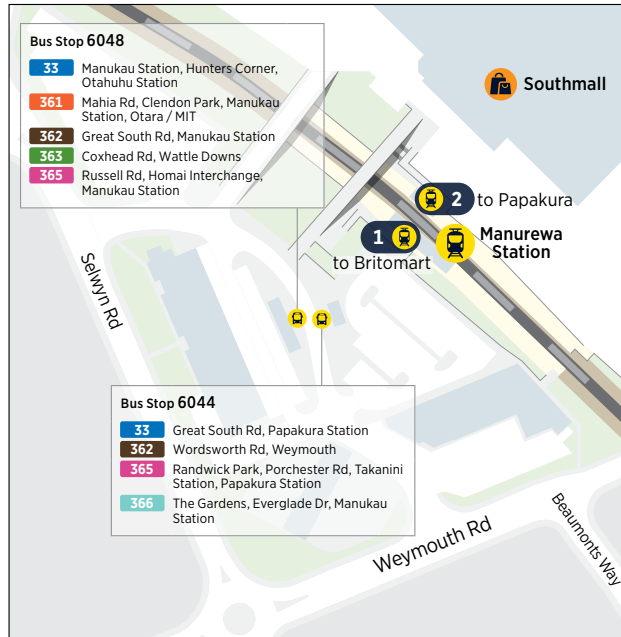 Bus Stop 6048
33 Manukau Station, Hunters Corner,
Otahuhu Station
361 Mahia Rd, Clendon Park, Manukau
Station, Otara / MIT
362 Great South Rd, Manukau Station
363 Coxhead Rd, Wattle Downs
365 Russell Rd, Homai Interchange,
Manukau Station
Southmall
2 to Papakura
1
to Britomart
Manurewa
Station
Selwyn Rd
Bus Stop 6044
33 Great South Rd, Papakura Station
362 Wordsworth Rd, Weymouth
365 Randwick Park, Porchester Rd, Takanini
Station, Papakura Station
366 The Gardens, Everglade Dr, Manukau
Station
Weymouth Rd
Beaumonts Way